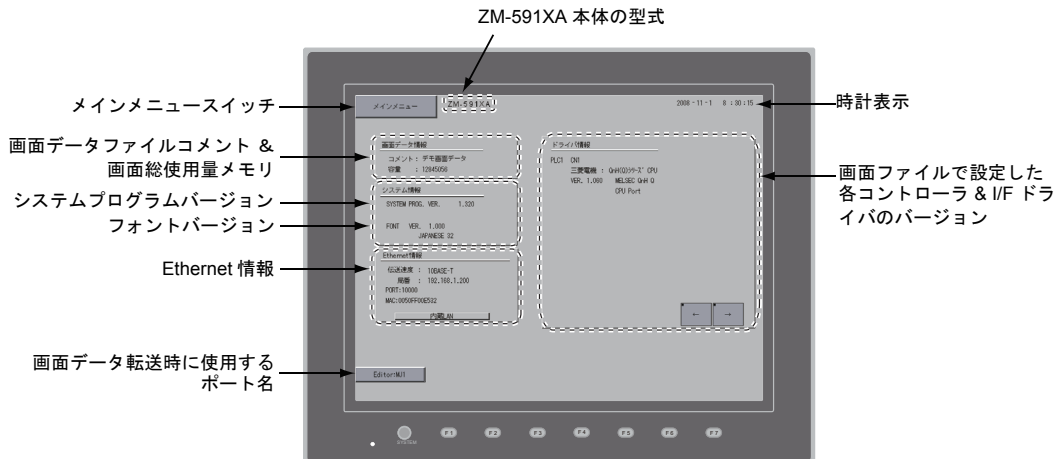 ZM-591XA 本体の型式
メインメニュースイッチ
メインメニュー
ZM-591XA
2008-11-1 8:30:15
時計表示
画面データファイルコメント &
画面総使用量メモリ
画面データ情報
コメント : デモ画面データ
容量 : 12845056
ドライバ情報
PLC1 CN1
三菱電機 : QnH(Q)シリーズ CPU
VER. 1.060 MELSEC QnH Q
CPU Port
画面ファイルで設定した
各コントローラ & I/F ドラ
イバのバージョン
システムプログラムバージョン
フォントバージョン
システム情報
SYSTEM PROG. VER. 1.320
FONT VER. 1.000
JAPANESE 32
Ethernet 情報
Ethernet情報
伝送速度 : 10BASE-T
局番 : 192.168.1.200
PORT:10000
MAC:0050FF00E532
内蔵LAN
← →
画面データ転送時に使用する
ポート名
Editor:MJ1
SYSTEM
F1 F2 F3 F4 F5 F6 F7